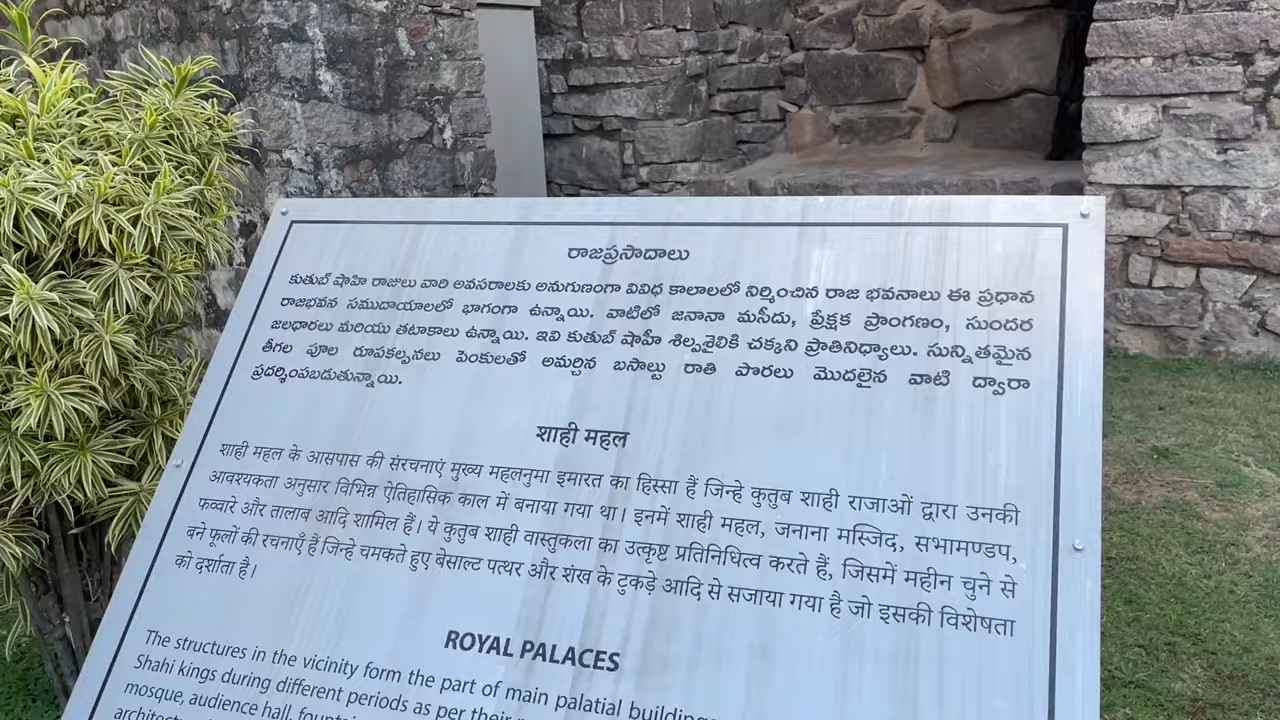 రాజప్రసాదాలు
కుతుబ్ షాహి రాజులు వారి అవసరాలకు అనుగుణంగా వివిధ కాలాలలో నిర్మించిన రాజ భవనాలు ఈ ప్రధాన
రాజభవన సముదాయాలలో భాగంగా ఉన్నాయి. వాటిలో జనానా మసీదు, ప్రేక్షక ప్రాంగణం, సుందర
జలధారలు మరియు తటాకాలు ఉన్నాయి. ఇవి కుతుబ్ షాహీ శిల్పశైలికి చక్కని ప్రాతినిధ్యాలు. సున్నితమైన
తీగల పూల రూపకల్పనలు పెంకులతో అమర్చిన బసాల్టు రాతి పొరలు మొదలైన వాటి ద్వారా
ప్రదర్శింపబడుతున్నాయి.
शाही महल
शाही महल के आसपास की संरचनाएं मुख्य महलनुमा इमारत का हिस्सा हैं जिन्हे कुतुब शाही राजाओं द्वारा उनकी
आवश्यकता अनुसार विभिन्न ऐतिहासिक काल में बनाया गया था। इनमें शाही महल, जनाना मस्जिद, सभामण्डप,
फव्वारे और तालाब आदि शामिल हैं। ये कुतुब शाही वास्तुकला का उत्कृष्ट प्रतिनिधित्व करते हैं, जिसमें महीन चुने से
बने फूलों की रचनाएँ हैं जिन्हे चमकते हुए बेसाल्ट पत्थर और शंख के टुकड़े आदि से सजाया गया है जो इसकी विशेषता
को दर्शाता है।
ROYAL PALACES
The structures in the vicinity form the part of main palatial
Shahi kings during different periods as per their
mosque, audience hall,